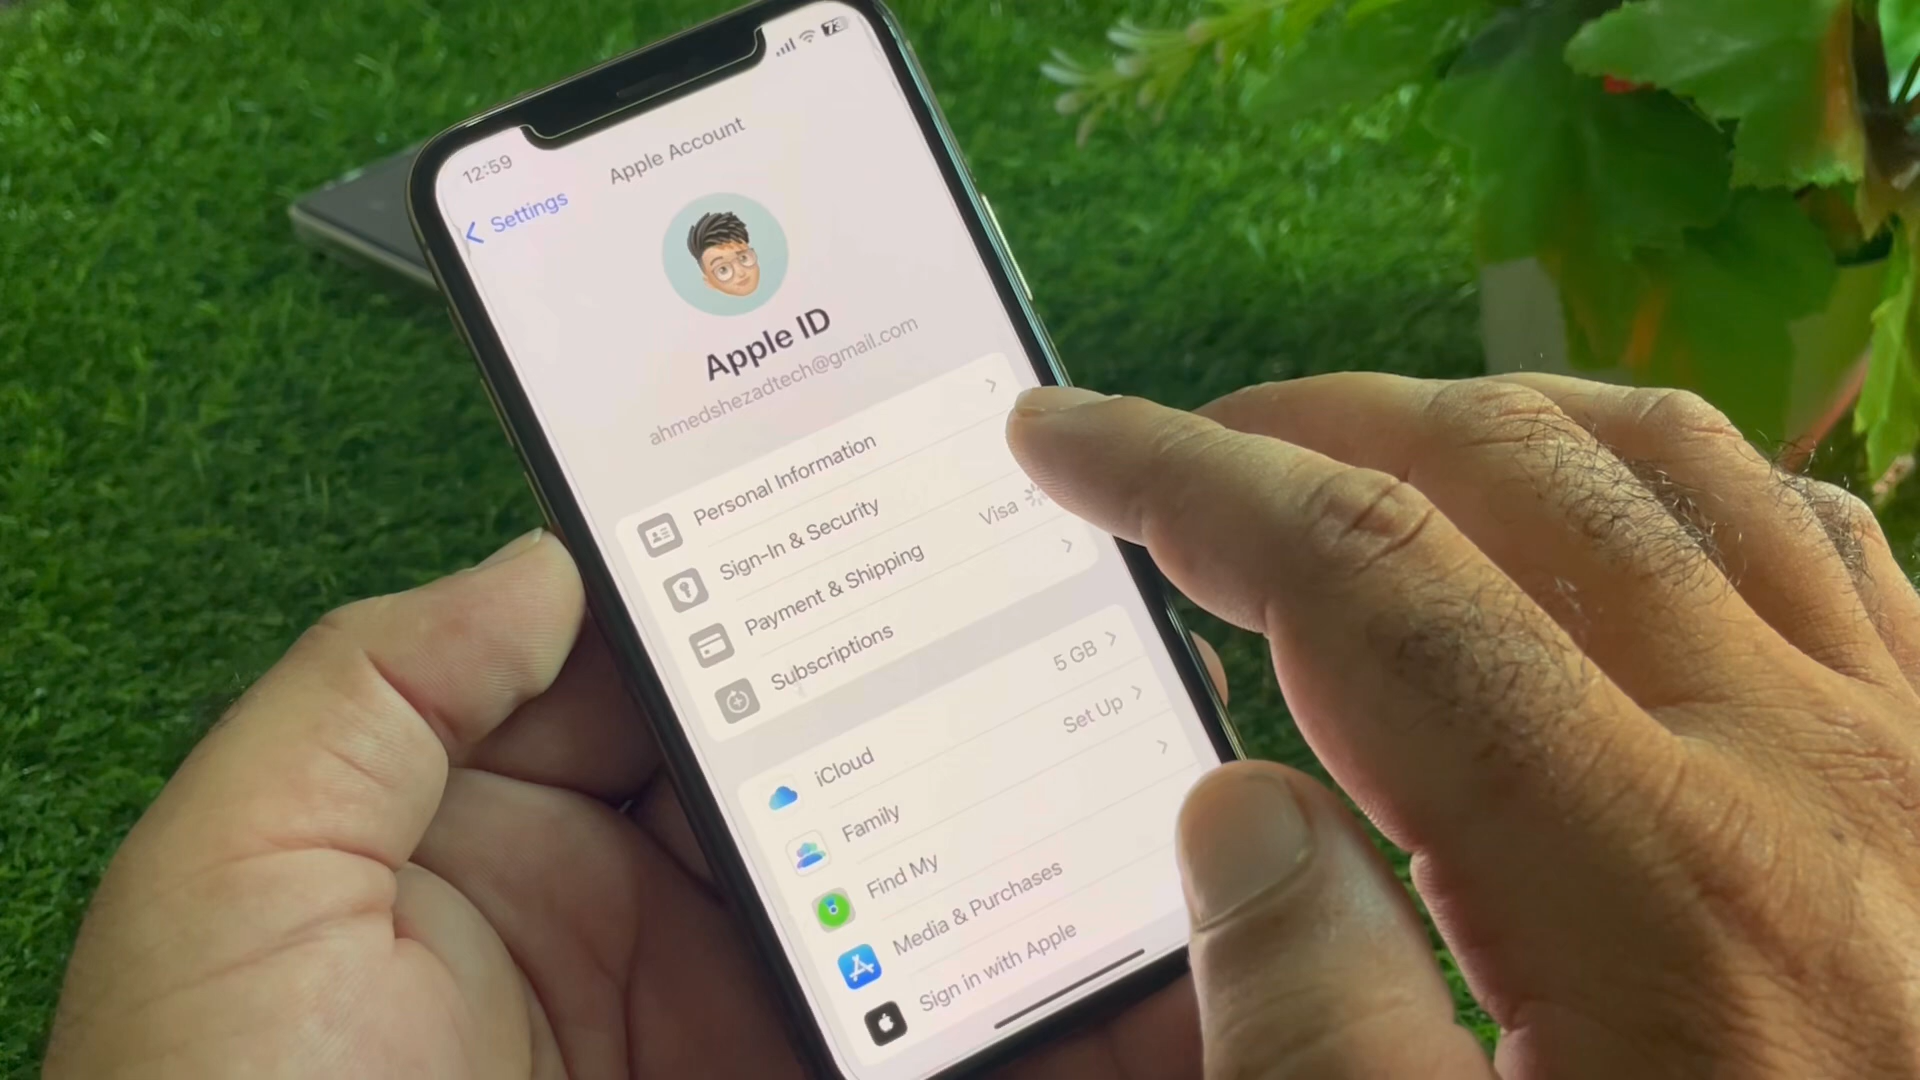 12:59
73
Settings
Apple Account
Apple ID
ahmedshezadtech@gmail.com
Personal Information
Sign-In & Security
Payment & Shipping
Visa
Subscriptions
iCloud
5 GB
Family
Set Up
Find My
Media & Purchases
Sign in with Apple